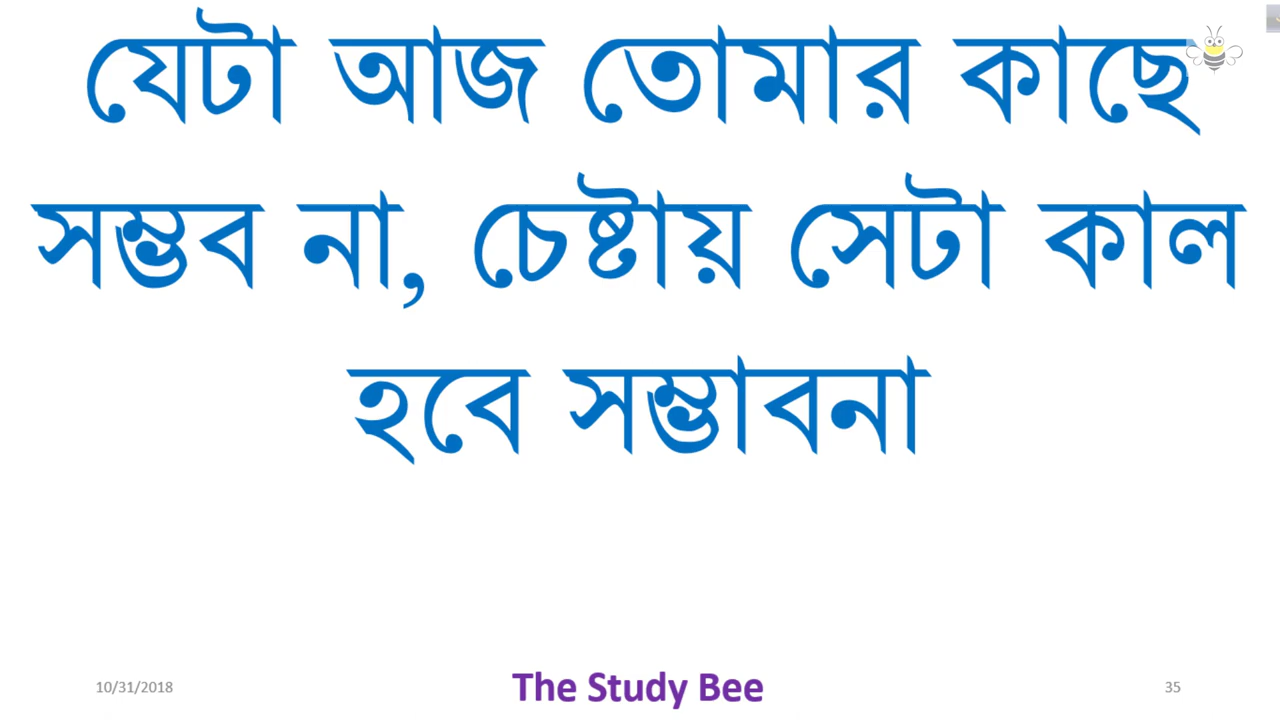 যেটা আজ তোমার কাছে
সম্ভব না, চেষ্টায় সেটা কাল
হবে সম্ভাবনা
10/31/2018
The Study Bee
35